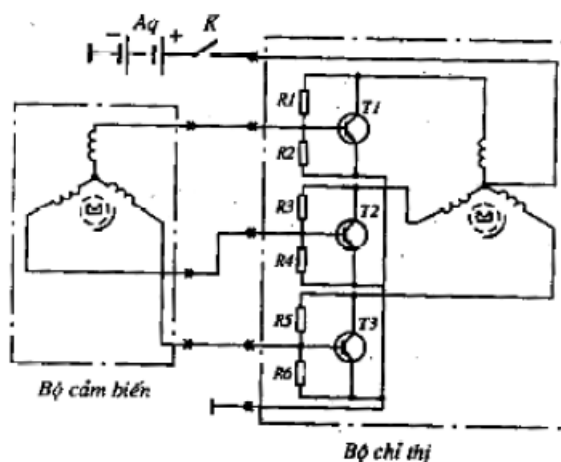 − Aq + K
R1
T1
R2
R3
T2
R4
R5
T3
R6
Bộ cảm biến
Bộ chỉ thị